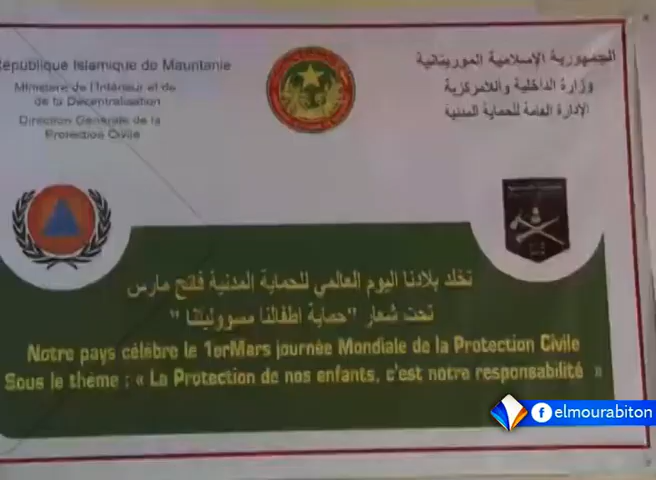 République Islamique de Mauritanie
Ministère de l'Intérieur et de
de la Décentralisation
Direction Générale de la
Protection Civile
الجمهورية الإسلامية الموريتانية
وزارة الداخلية واللامركزية
الإدارة العامة للحماية المدنية
تخلد بلادنا اليوم العالمي للحماية المدنية فاتح مارس
تحت شعار "حماية اطفالنا مسووليتنا "
Notre pays célèbre le 1erMars journée Mondiale de la Protection Civile
Sous le thème : « La Protection de nos enfants, c'est notre responsabilité »
elmourabiton